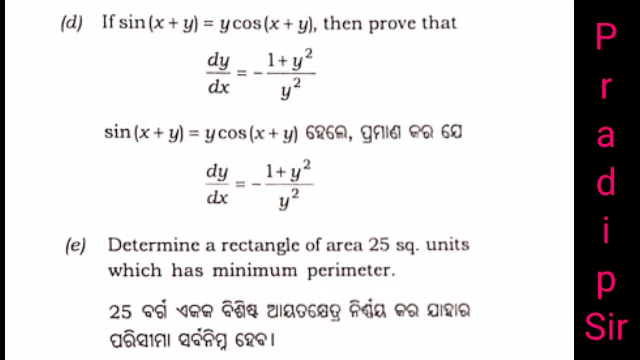 (d) If sin(x + y) = y cos(x + y), then prove that
dy/dx = - (1 + y²)/y²
sin(x + y) = y cos(x + y) ହେଲେ, ପ୍ରମାଣ କର ଯେ
dy/dx = - (1 + y²)/y²
(e) Determine a rectangle of area 25 sq. units
which has minimum perimeter.
25 ବର୍ଗ ଏକକ ବିଶିଷ୍ଟ ଆୟତକ୍ଷେତ୍ର ନିର୍ଣ୍ଣୟ କର ଯାହାର
ପରିସୀମା ସର୍ବନିମ୍ନ ହେବ।
Pradip
Sir